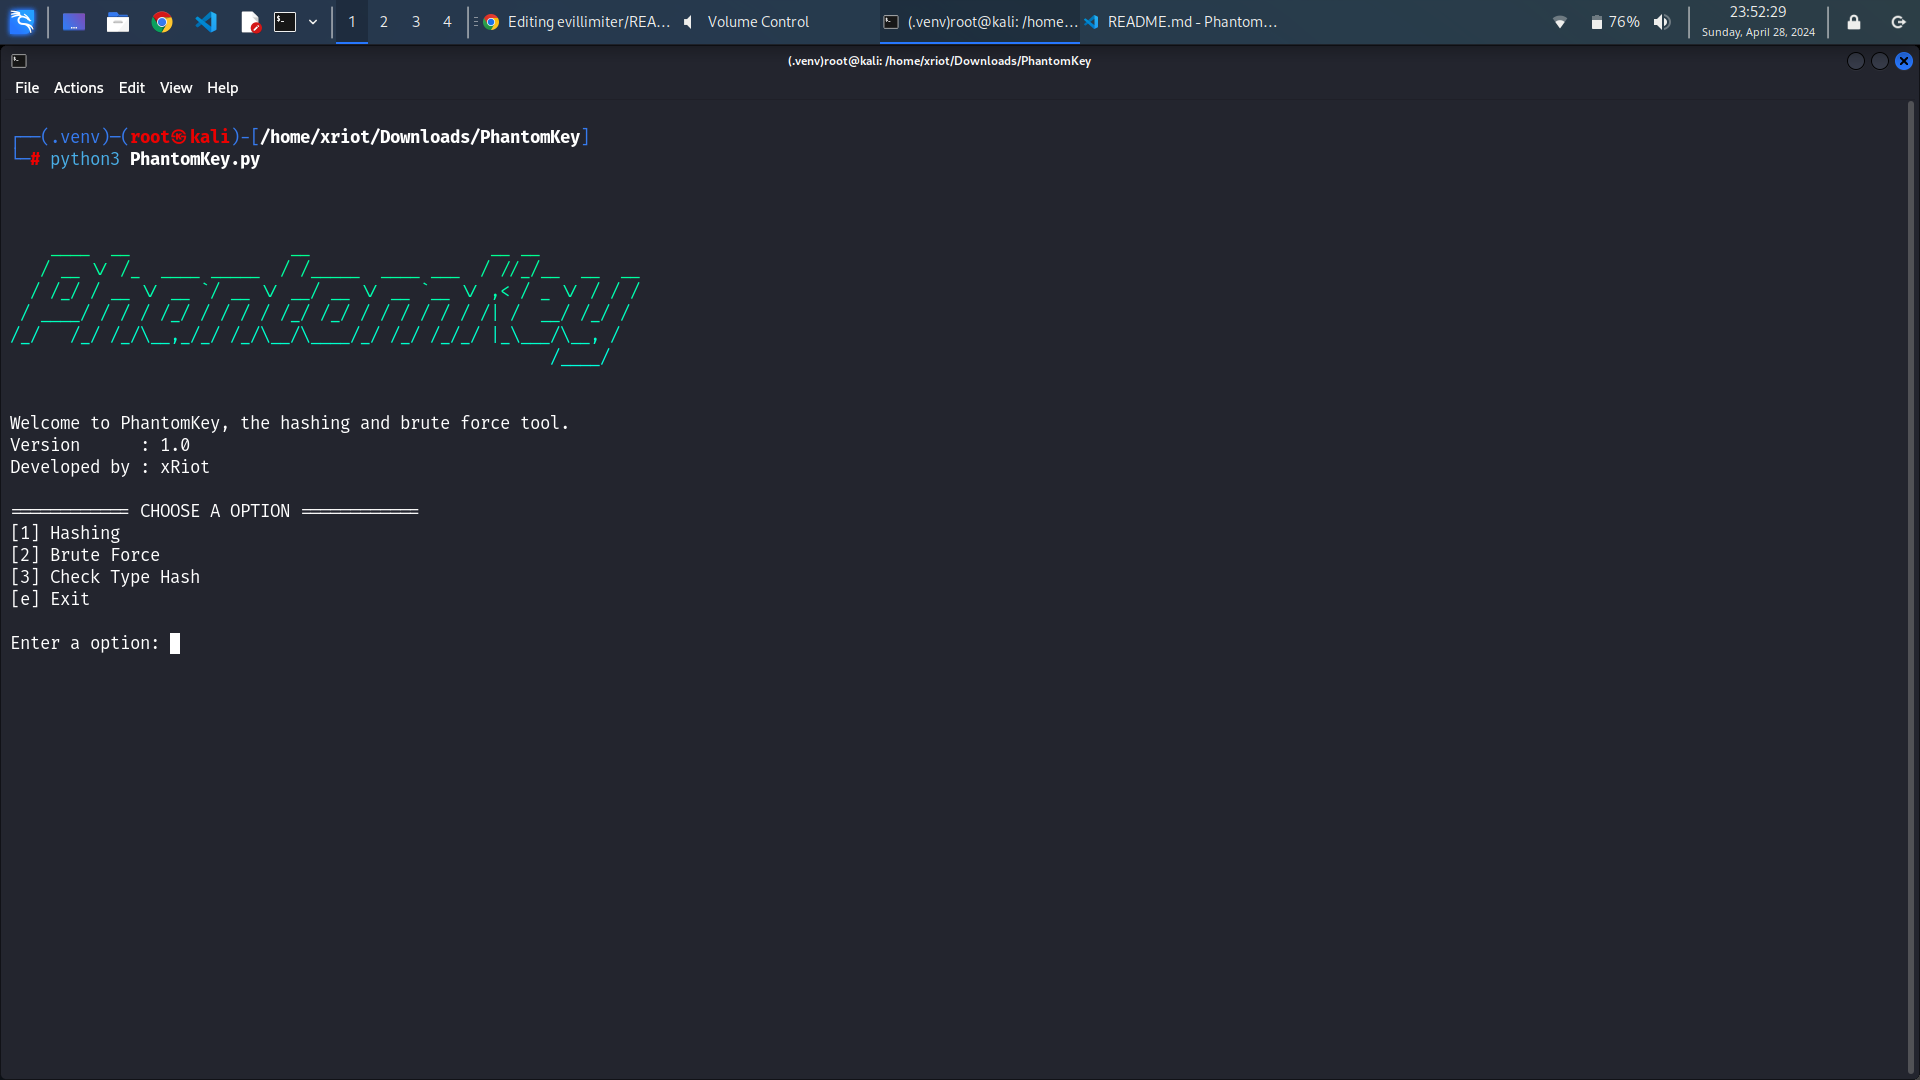 1 2 3 4 Editing evillimiter/REA... Volume Control (.venv)root@kali: /home... README.md - Phantom... 76% 23:52:29
Sunday, April 28, 2024
(.venv)root@kali: /home/xriot/Downloads/PhantomKey
File Actions Edit View Help
┌──(.venv)─(root㉿kali)-[/home/xriot/Downloads/PhantomKey]
└─# python3 PhantomKey.py
PhantomKey
Welcome to PhantomKey, the hashing and brute force tool.
Version      : 1.0
Developed by : xRiot
============ CHOOSE A OPTION ============
[1] Hashing
[2] Brute Force
[3] Check Type Hash
[e] Exit
Enter a option: